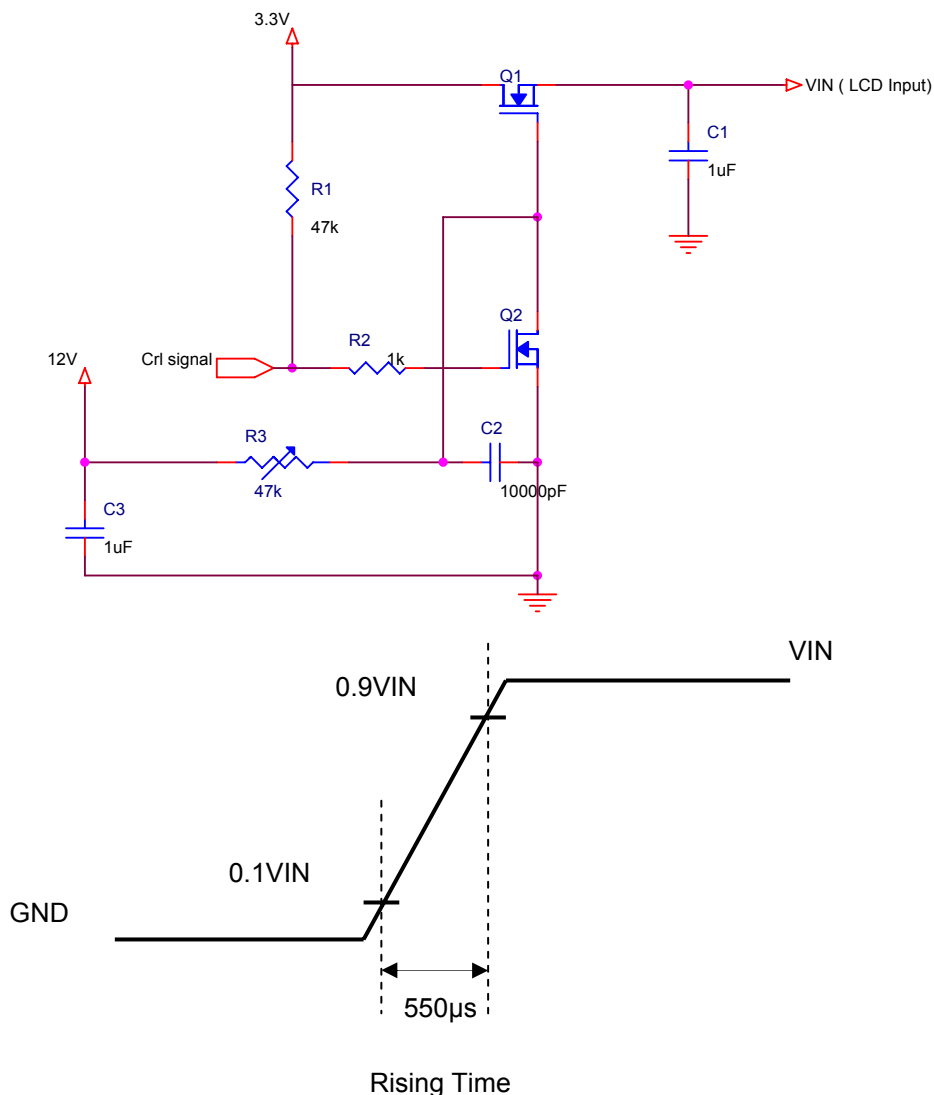 3.3V
Q1
VIN ( LCD Input)
C1
1uF
R1
47k
Q2
12V
Crl signal
R2
1k
R3
47k
C2
10000pF
C3
1uF
VIN
0.9VIN
0.1VIN
GND
550µs
Rising Time